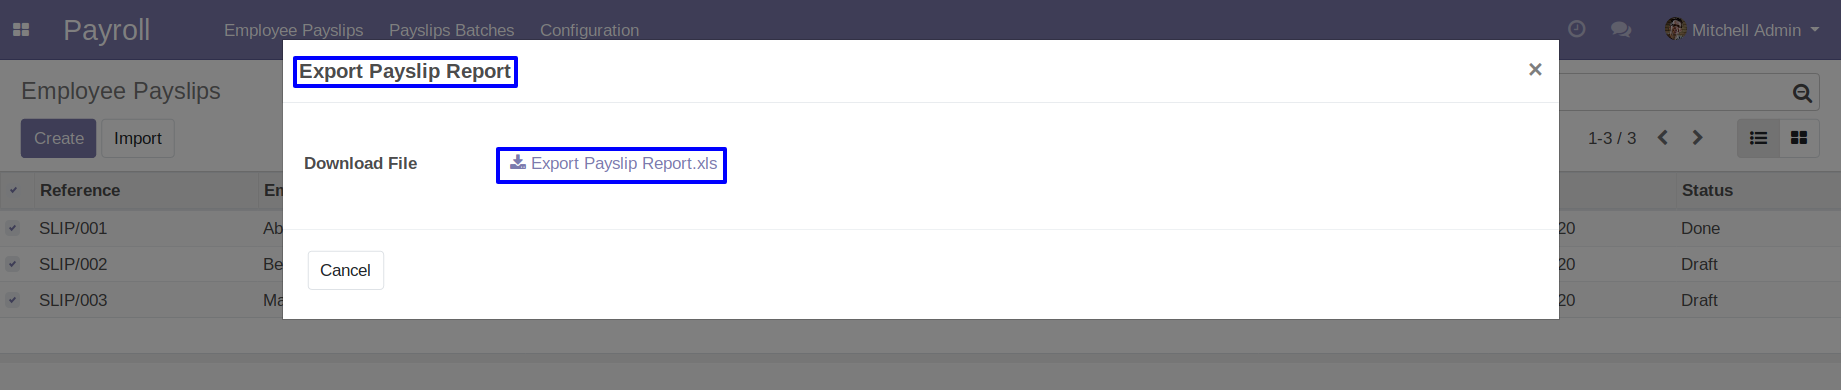 Payroll Employee Payslips Payslips Batches Configuration Mitchell Admin
Export Payslip Report ×
Employee Payslips
Create Import 1-3 / 3
Download File Export Payslip Report.xls
Reference Em Status
SLIP/001 Ab 20 Done
SLIP/002 Be 20 Draft
SLIP/003 Ma 20 Draft
Cancel